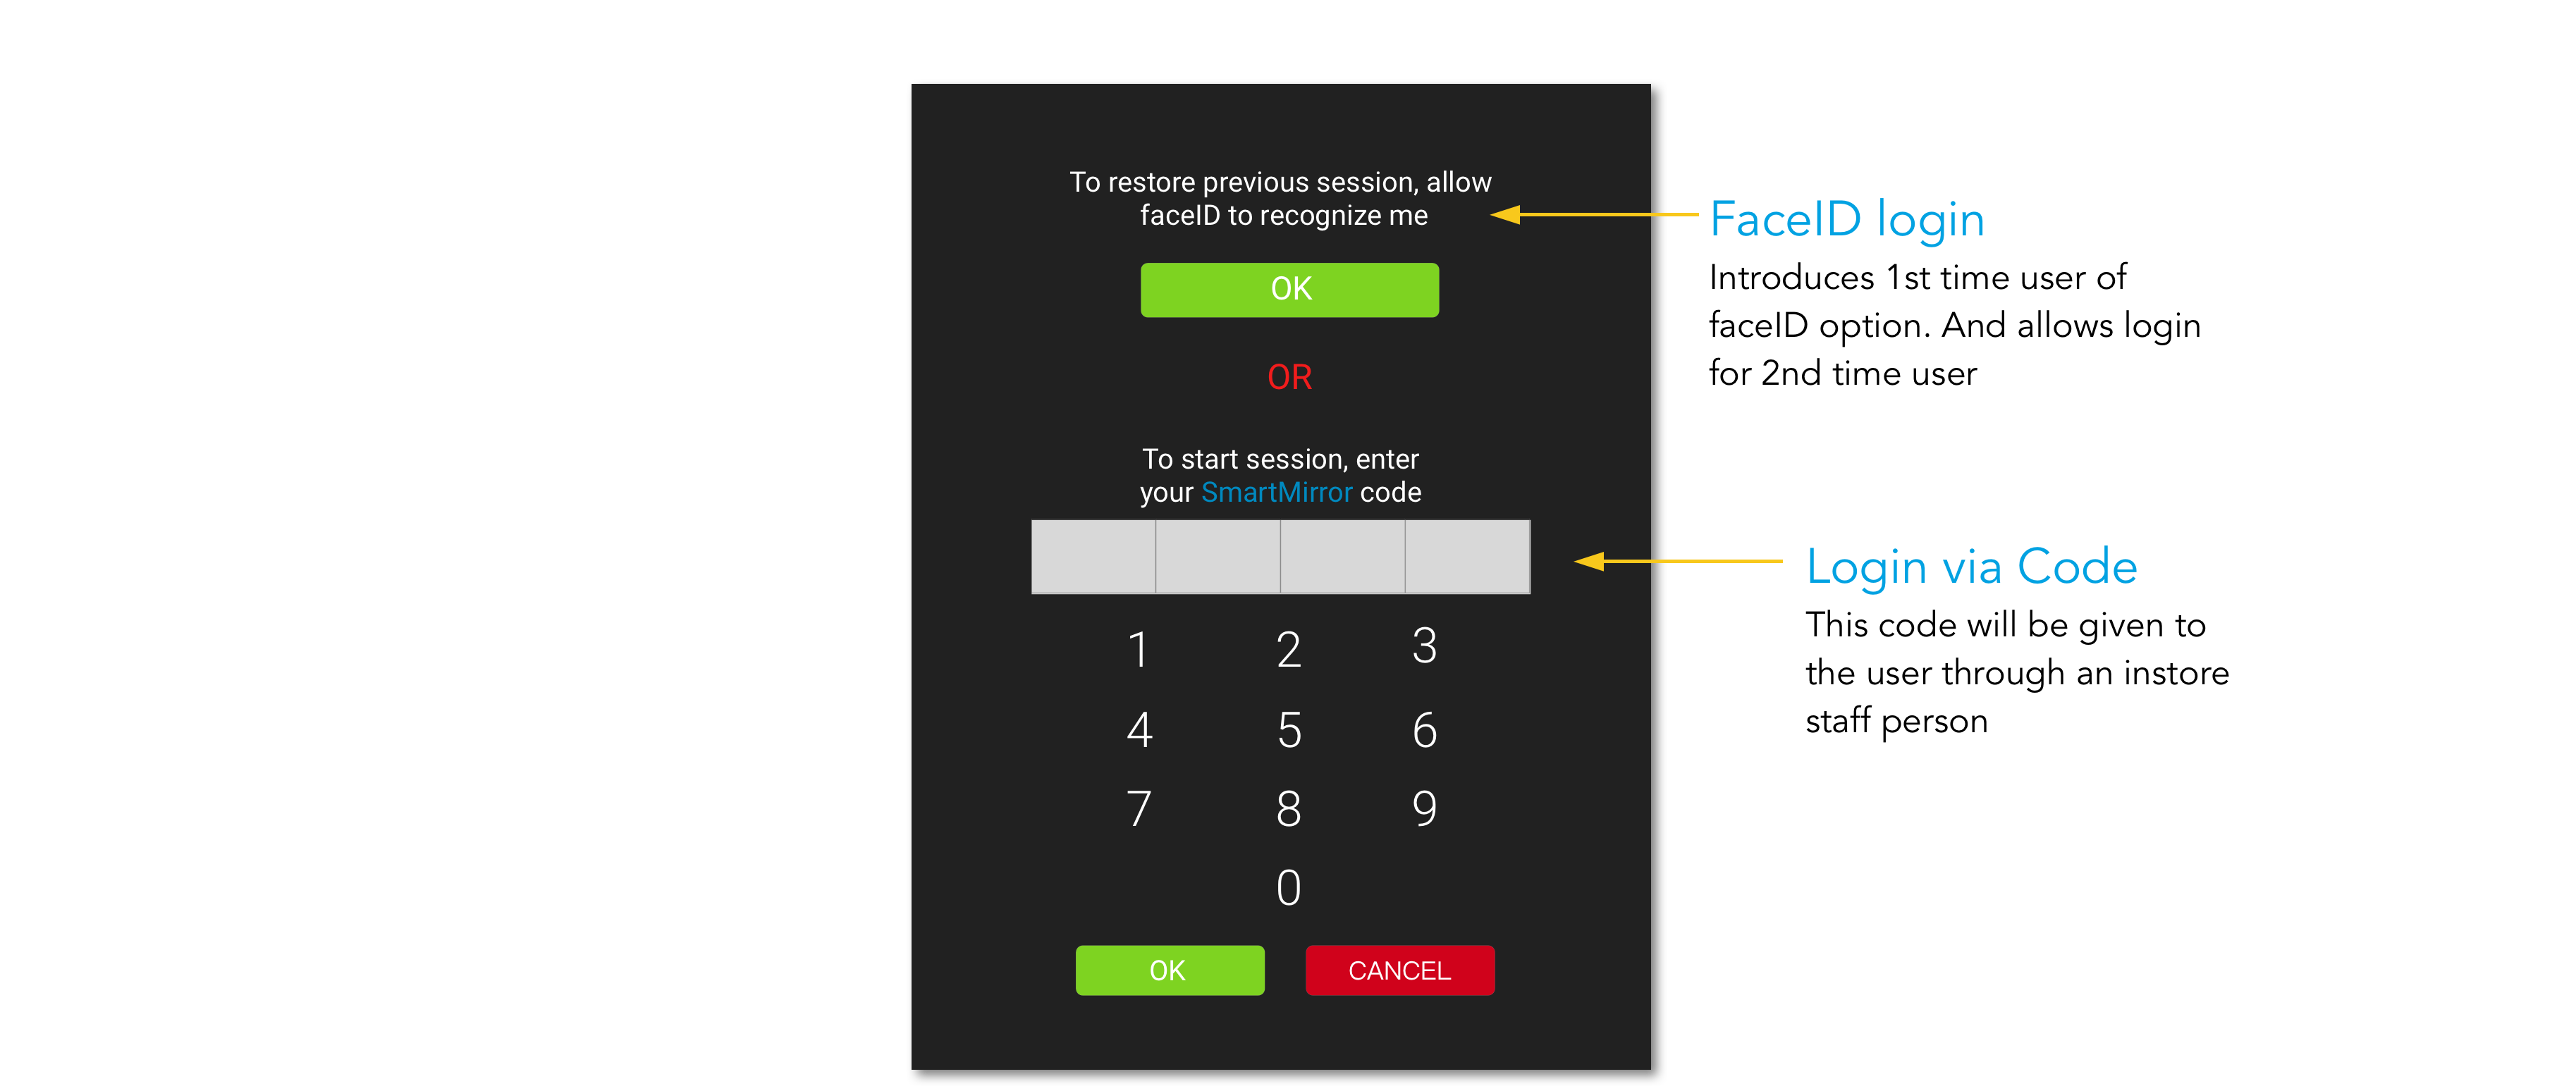 To restore previous session, allow
faceID to recognize me
OK
OR
To start session, enter
your SmartMirror code
1 2 3
4 5 6
7 8 9
0
OK CANCEL
FaceID login
Introduces 1st time user of
faceID option. And allows login
for 2nd time user
Login via Code
This code will be given to
the user through an instore
staff person